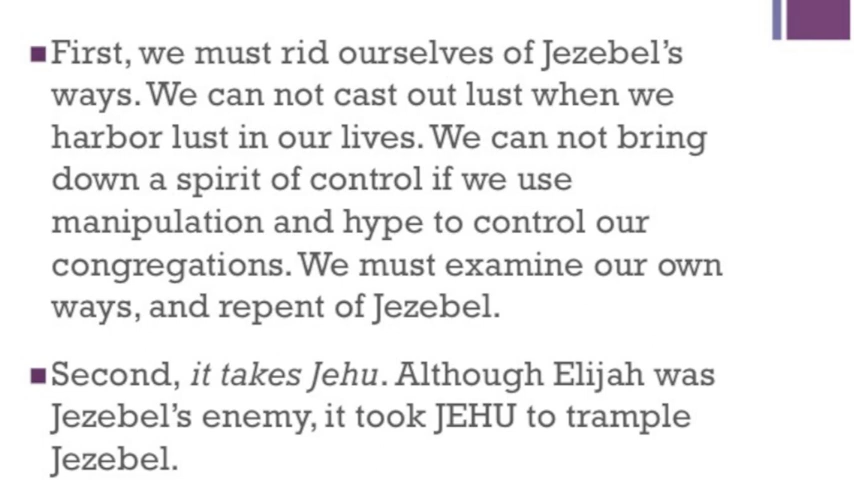 First, we must rid ourselves of Jezebel's
ways. We can not cast out lust when we
harbor lust in our lives. We can not bring
down a spirit of control if we use
manipulation and hype to control our
congregations. We must examine our own
ways, and repent of Jezebel.
Second, it takes Jehu. Although Elijah was
Jezebel's enemy, it took JEHU to trample
Jezebel.